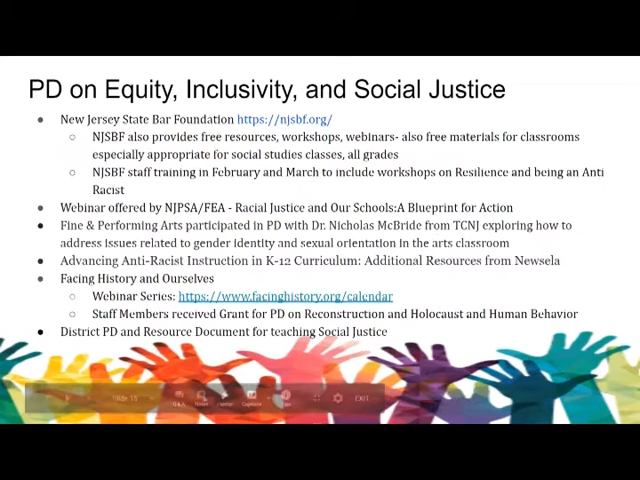 PD on Equity, Inclusivity, and Social Justice
New Jersey State Bar Foundation https://njsbf.org/
NJSBF also provides free resources, workshops, webinars- also free materials for classrooms
especially appropriate for social studies classes, all grades
NJSBF staff training in February and March to include workshops on Resilience and being an Anti
Racist
Webinar offered by NJPSA/FEA - Racial Justice and Our Schools:A Blueprint for Action
Fine & Performing Arts participated in PD with Dr. Nicholas McBride from TCNJ exploring how to
address issues related to gender identity and sexual orientation in the arts classroom
Advancing Anti-Racist Instruction in K-12 Curriculum: Additional Resources from Newsela
Facing History and Ourselves
Webinar Series: https://www.facinghistory.org/calendar
Staff Members received Grant for PD on Reconstruction and Holocaust and Human Behavior
District PD and Resource Document for teaching Social Justice
EXIT